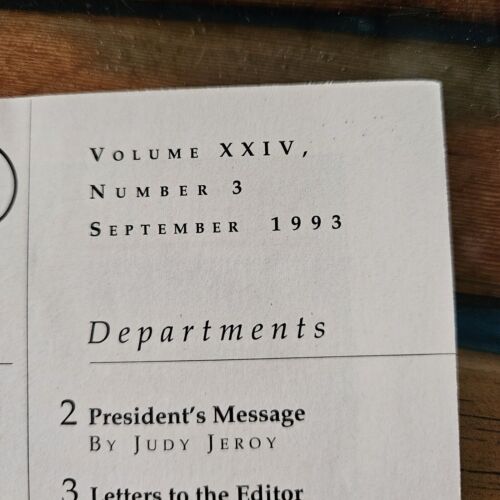 VOLUME XXIV,
NUMBER 3
SEPTEMBER 1993
Departments
2 President's Message
BY JUDY JEROY
3 Letters to the Editor